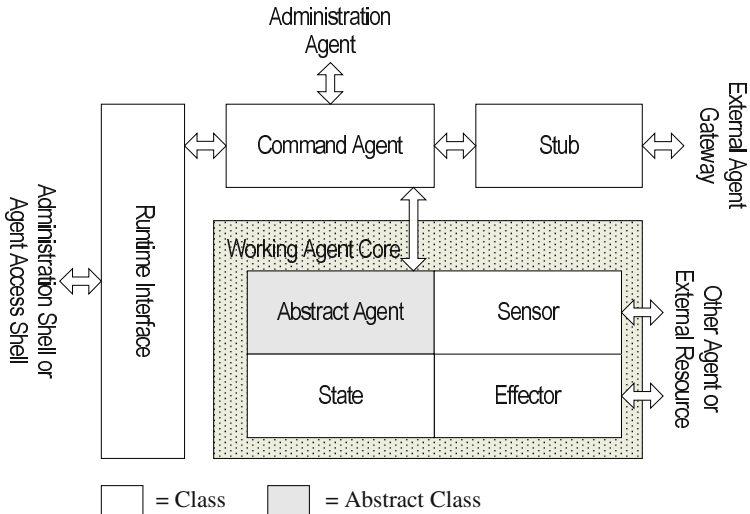 Administration
Agent
Command Agent
Stub
External Agent
Gateway
Administration Shell or
Agent Access Shell
Runtime Interface
Working Agent Core
Abstract Agent
Sensor
State
Effector
Other Agent or
External Resource
= Class
= Abstract Class